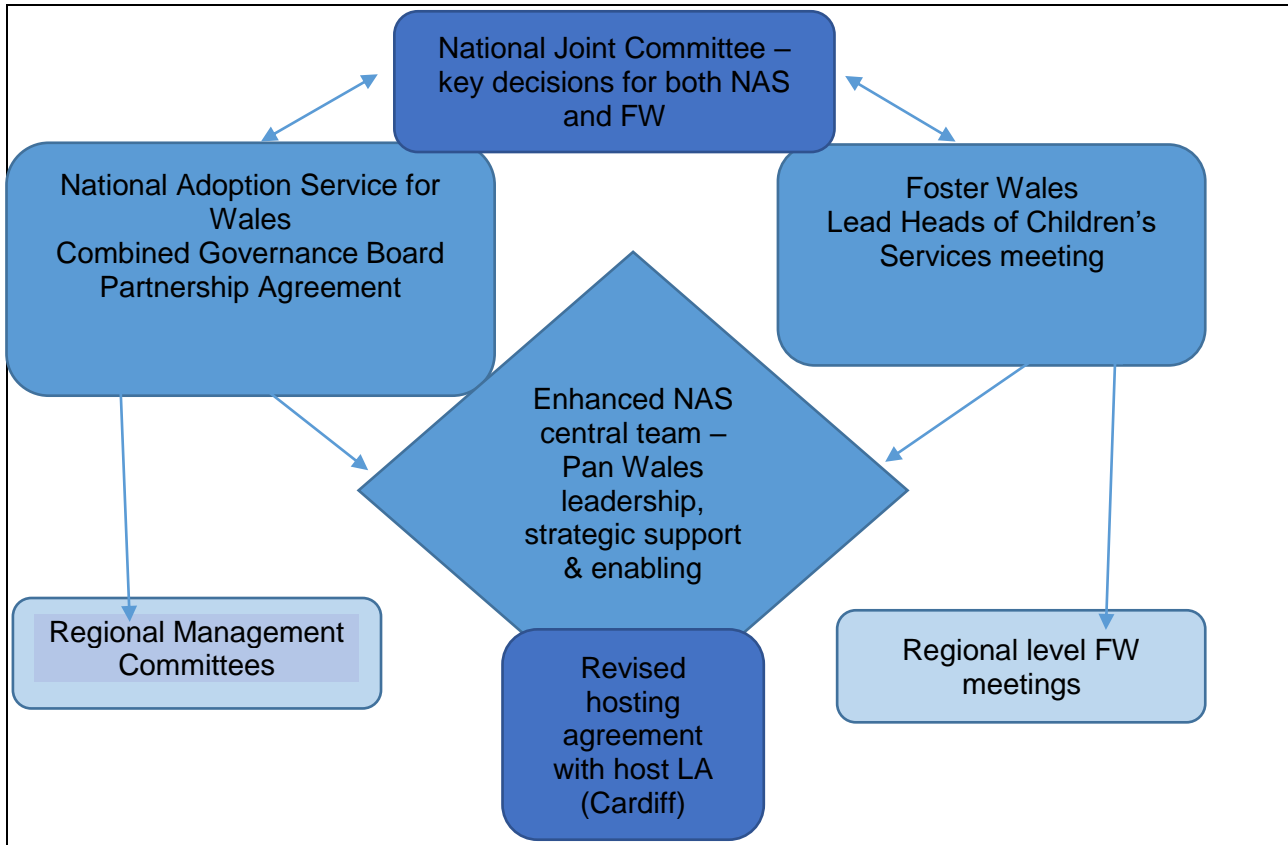 National Joint Committee –
key decisions for both NAS
and FW
National Adoption Service for
Wales
Combined Governance Board
Partnership Agreement
Foster Wales
Lead Heads of Children’s
Services meeting
Enhanced NAS
central team –
Pan Wales
leadership,
strategic support
& enabling
Regional Management
Committees
Revised
hosting
agreement
with host LA
(Cardiff)
Regional level FW
meetings